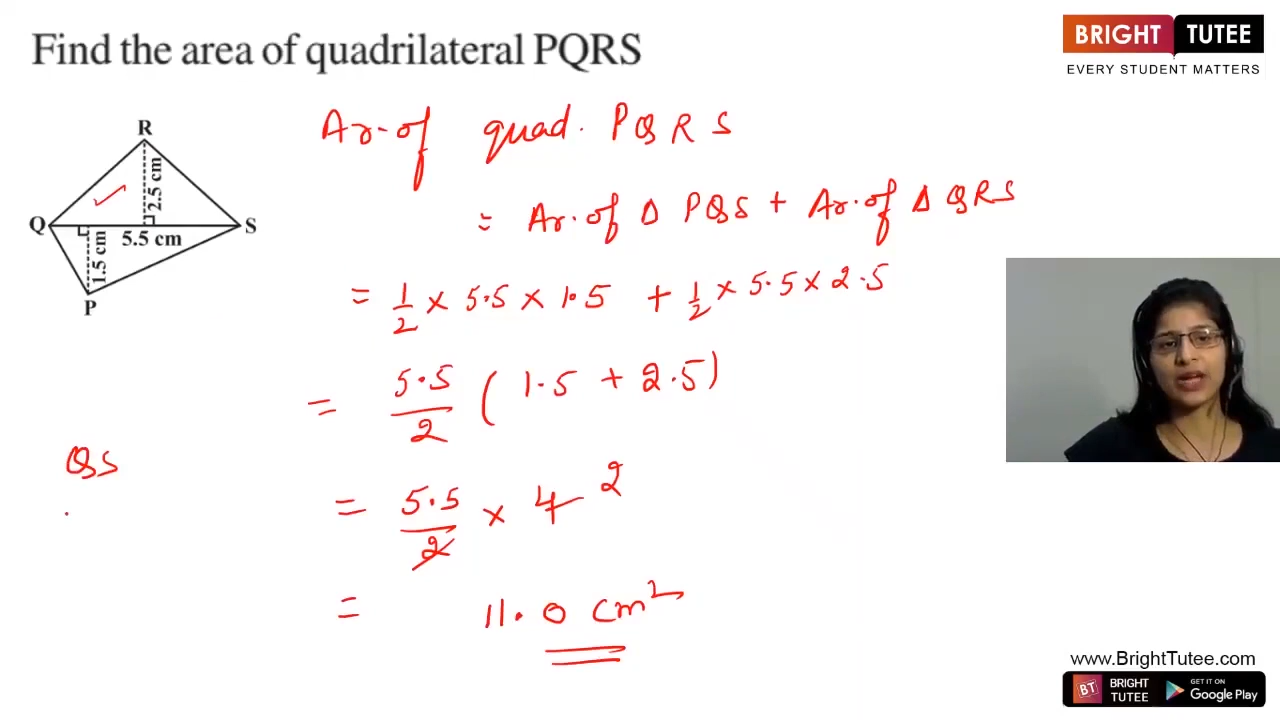 Find the area of quadrilateral PQRS
BRIGHT TUTEE
EVERY STUDENT MATTERS
R
2.5 cm
Q
S
5.5 cm
1.5 cm
P
Ar. of quad. PQRS
= Ar. of Δ PQS + Ar. of Δ QRS
= 1/2 × 5.5 × 1.5 + 1/2 × 5.5 × 2.5
= 5.5/2 (1.5 + 2.5)
QS
= 5.5/2 × 4 2
= 11.0 cm²
www.BrightTutee.com
BT BRIGHT TUTEE
GET IT ON
Google Play